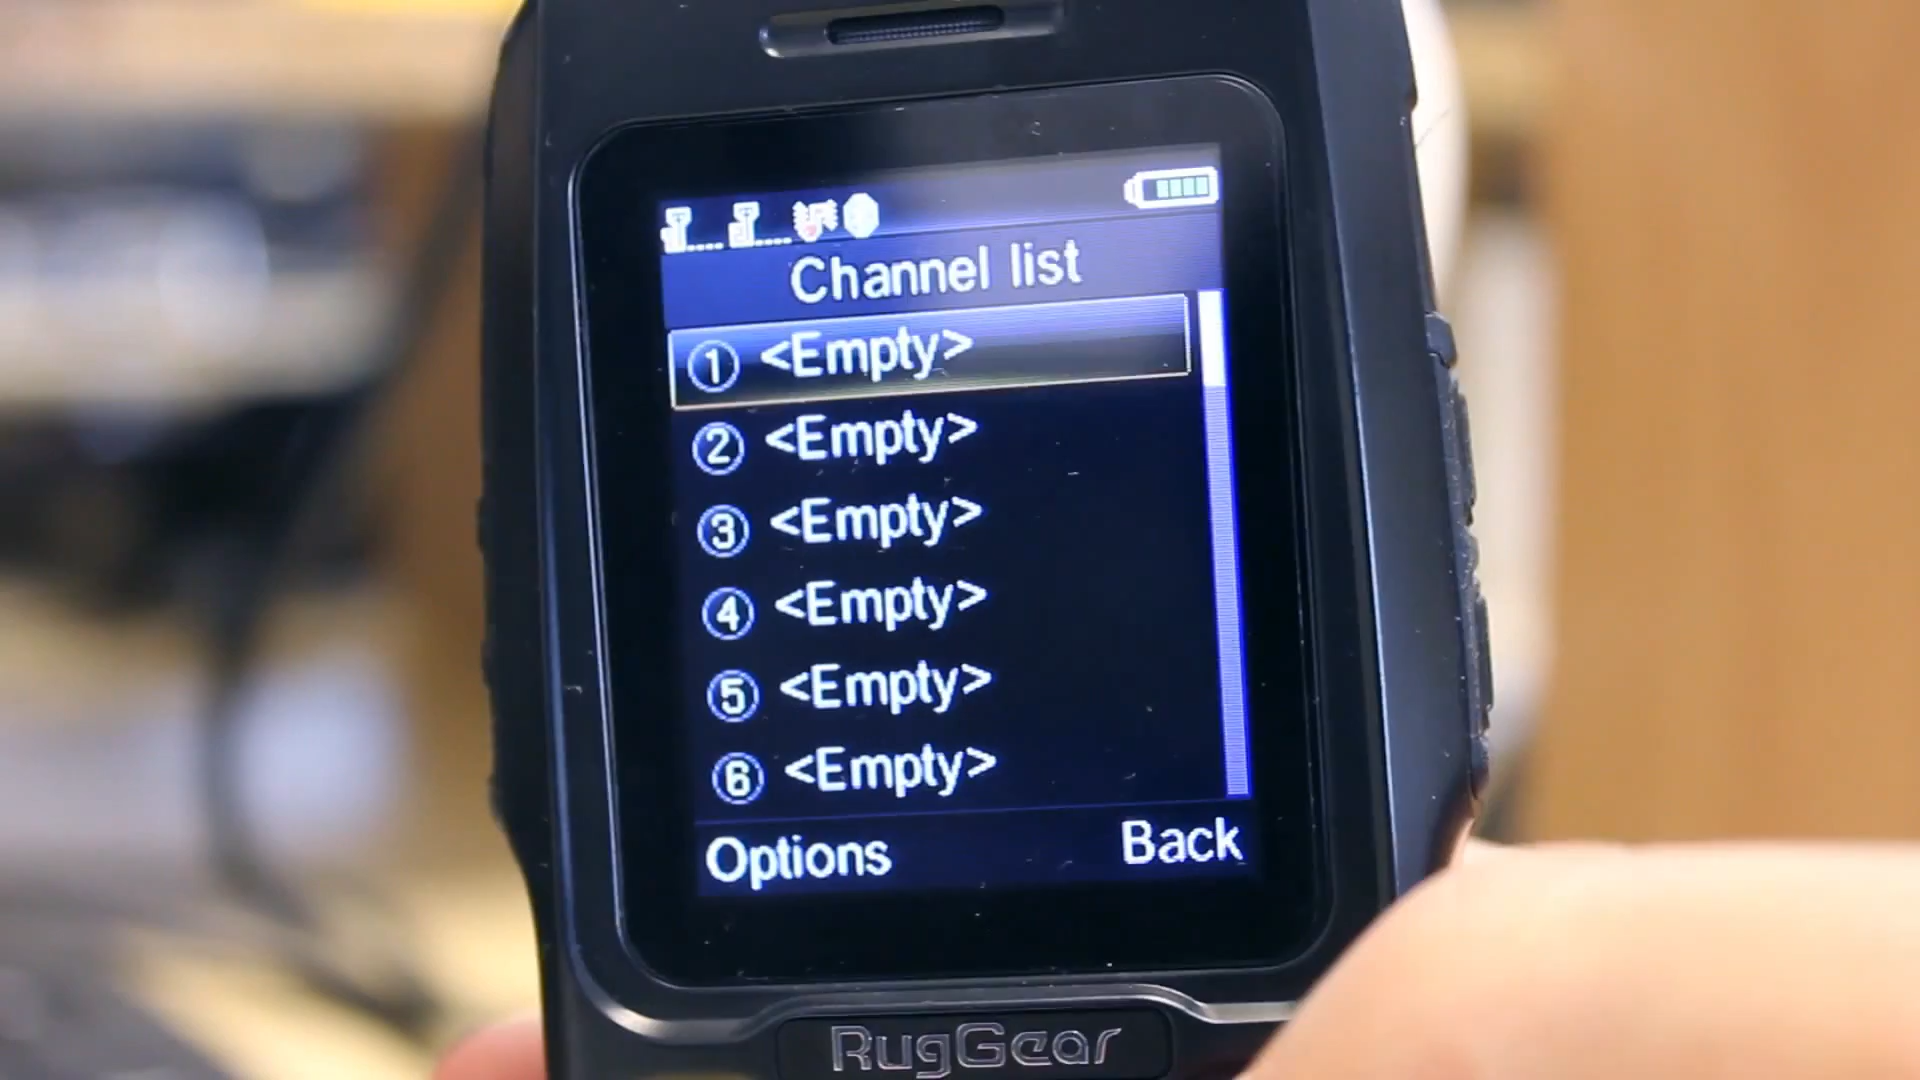 Channel list
1 <Empty>
2 <Empty>
3 <Empty>
4 <Empty>
5 <Empty>
6 <Empty>
Options Back
RugGear